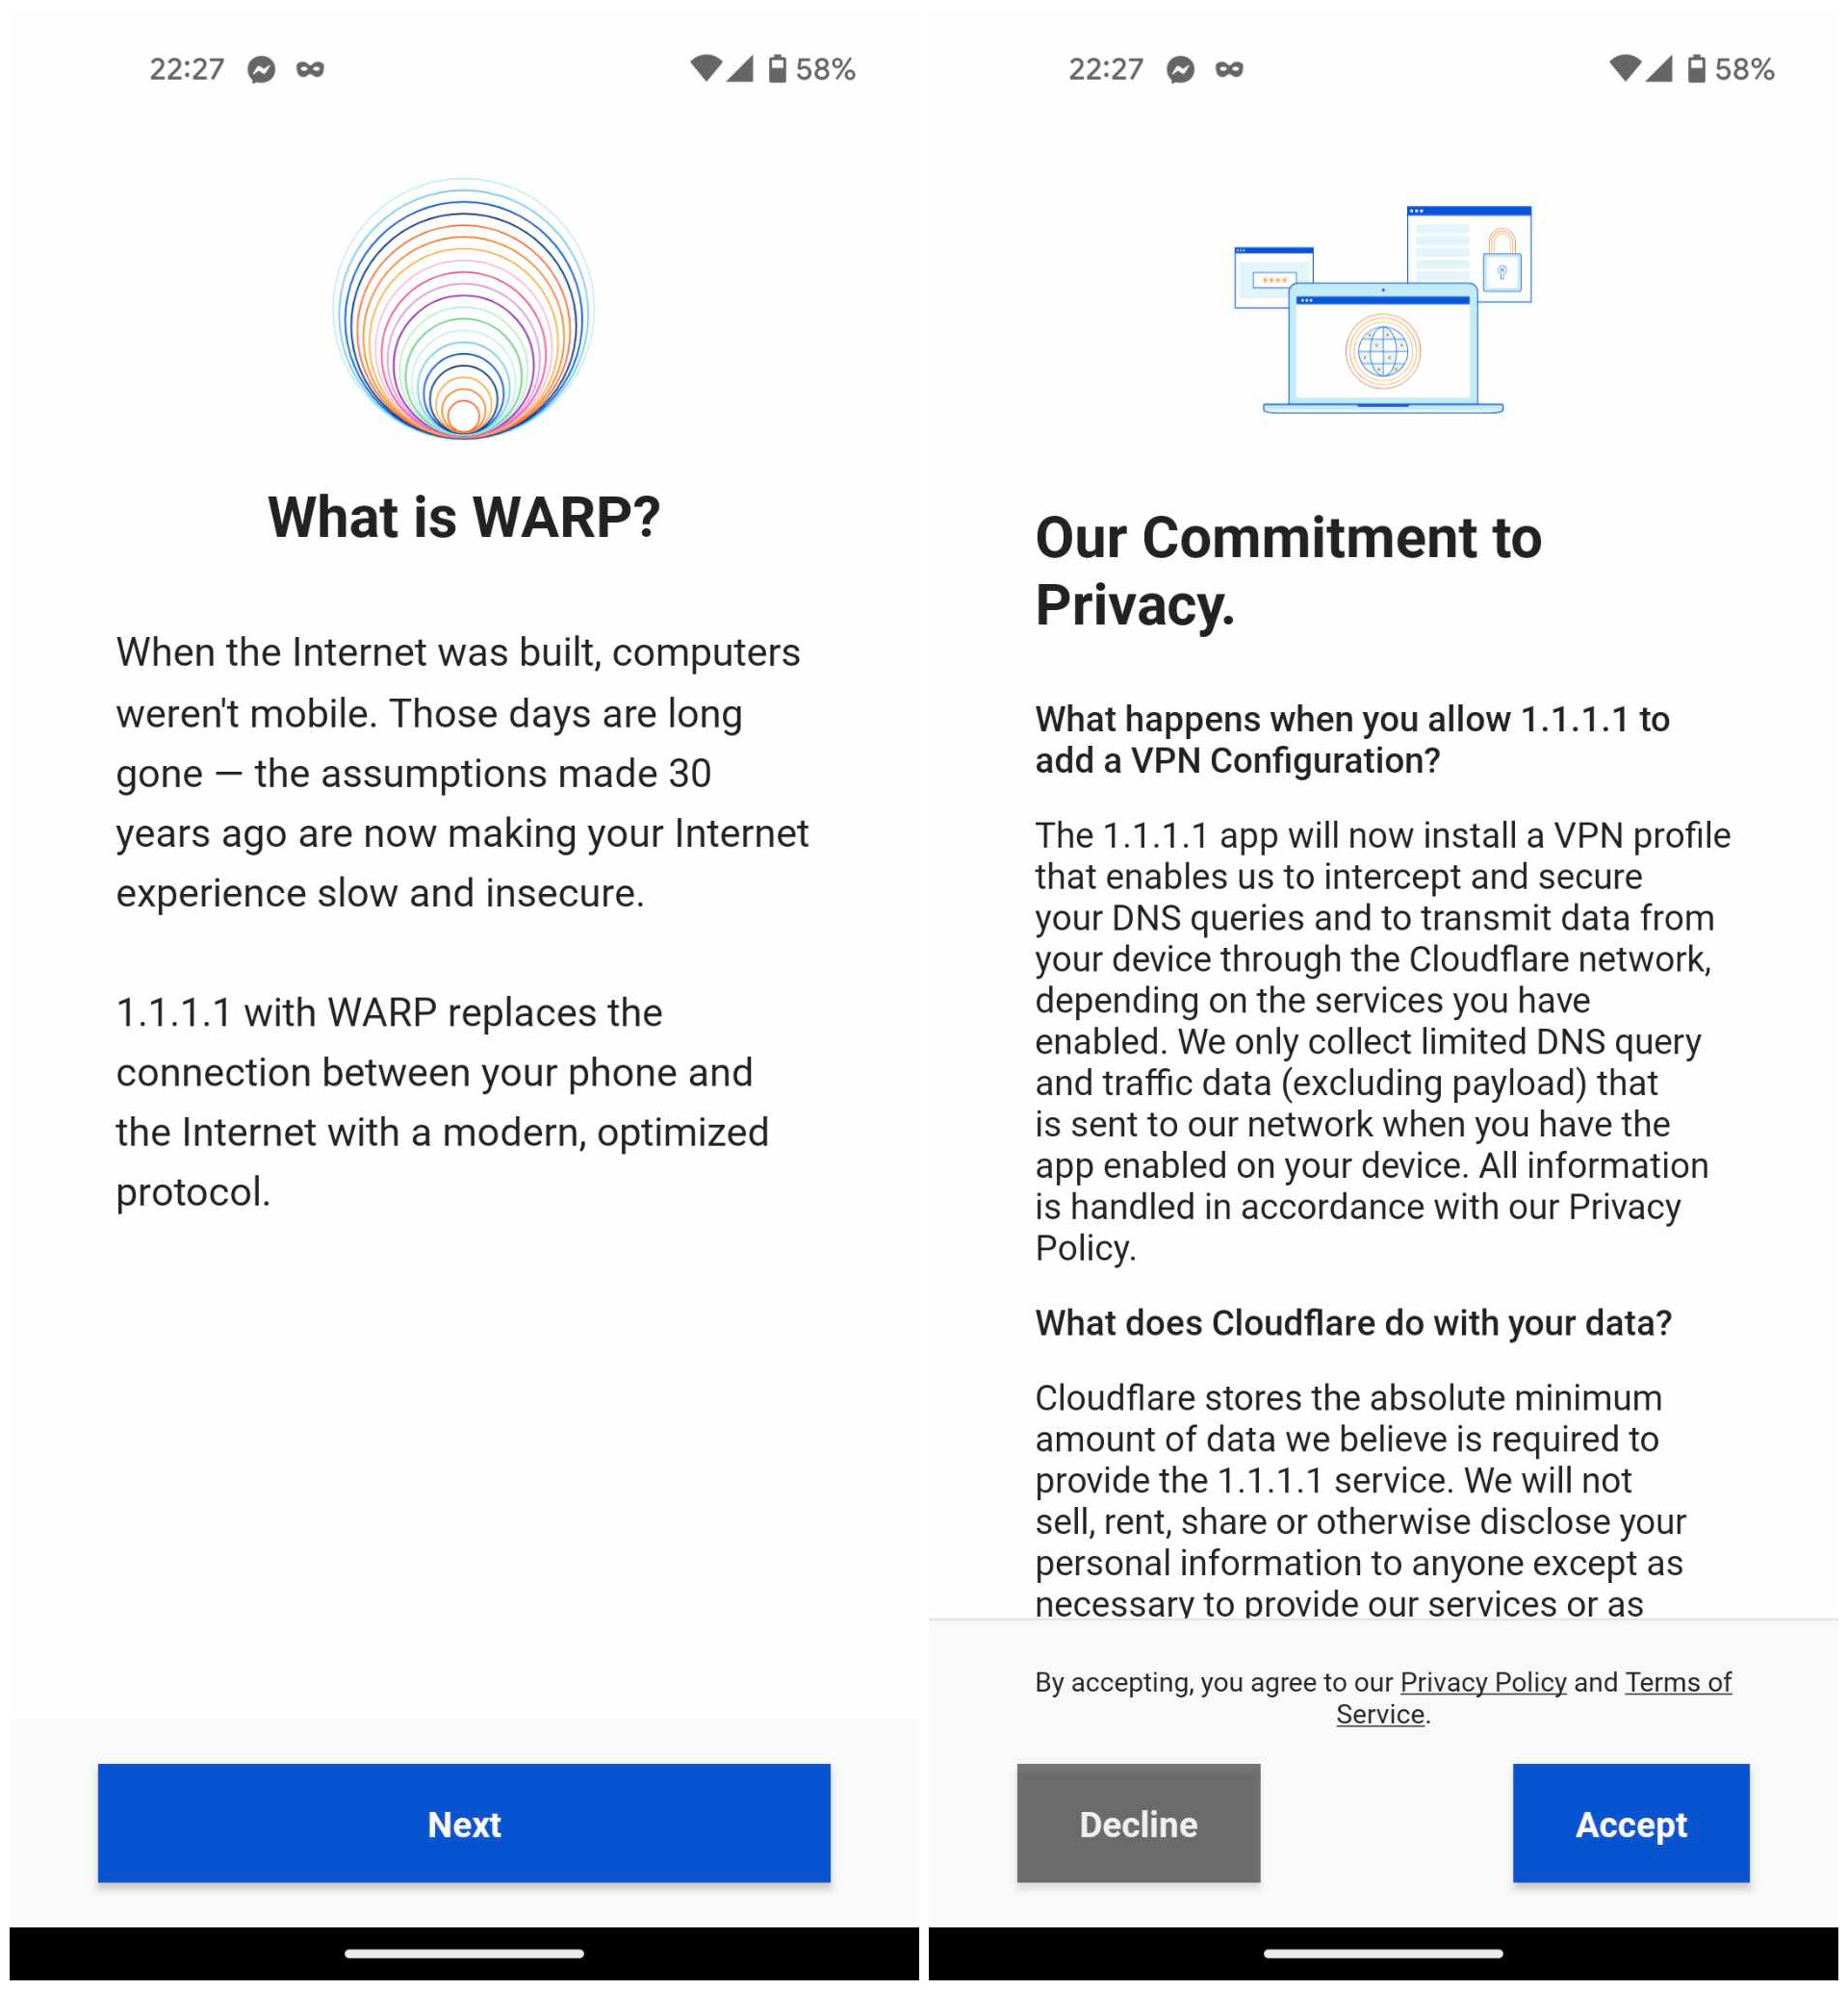 22:27
58%
What is WARP?
When the Internet was built, computers
weren't mobile. Those days are long
gone — the assumptions made 30
years ago are now making your Internet
experience slow and insecure.
1.1.1.1 with WARP replaces the
connection between your phone and
the Internet with a modern, optimized
protocol.
Next
22:27
58%
Our Commitment to
Privacy.
What happens when you allow 1.1.1.1 to
add a VPN Configuration?
The 1.1.1.1 app will now install a VPN profile
that enables us to intercept and secure
your DNS queries and to transmit data from
your device through the Cloudflare network,
depending on the services you have
enabled. We only collect limited DNS query
and traffic data (excluding payload) that
is sent to our network when you have the
app enabled on your device. All information
is handled in accordance with our Privacy
Policy.
What does Cloudflare do with your data?
Cloudflare stores the absolute minimum
amount of data we believe is required to
provide the 1.1.1.1 service. We will not
sell, rent, share or otherwise disclose your
personal information to anyone except as
necessary to provide our services or as
By accepting, you agree to our Privacy Policy and Terms of
Service.
Decline
Accept